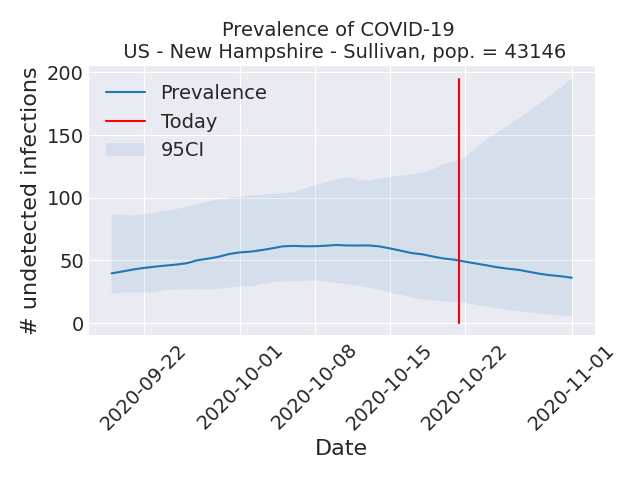 Prevalence of COVID-19
US - New Hampshire - Sullivan, pop. = 43146
# undetected infections
200
150
100
50
0
Prevalence
Today
95CI
2020-09-22
2020-10-01
2020-10-08
2020-10-15
2020-10-22
2020-11-01
Date